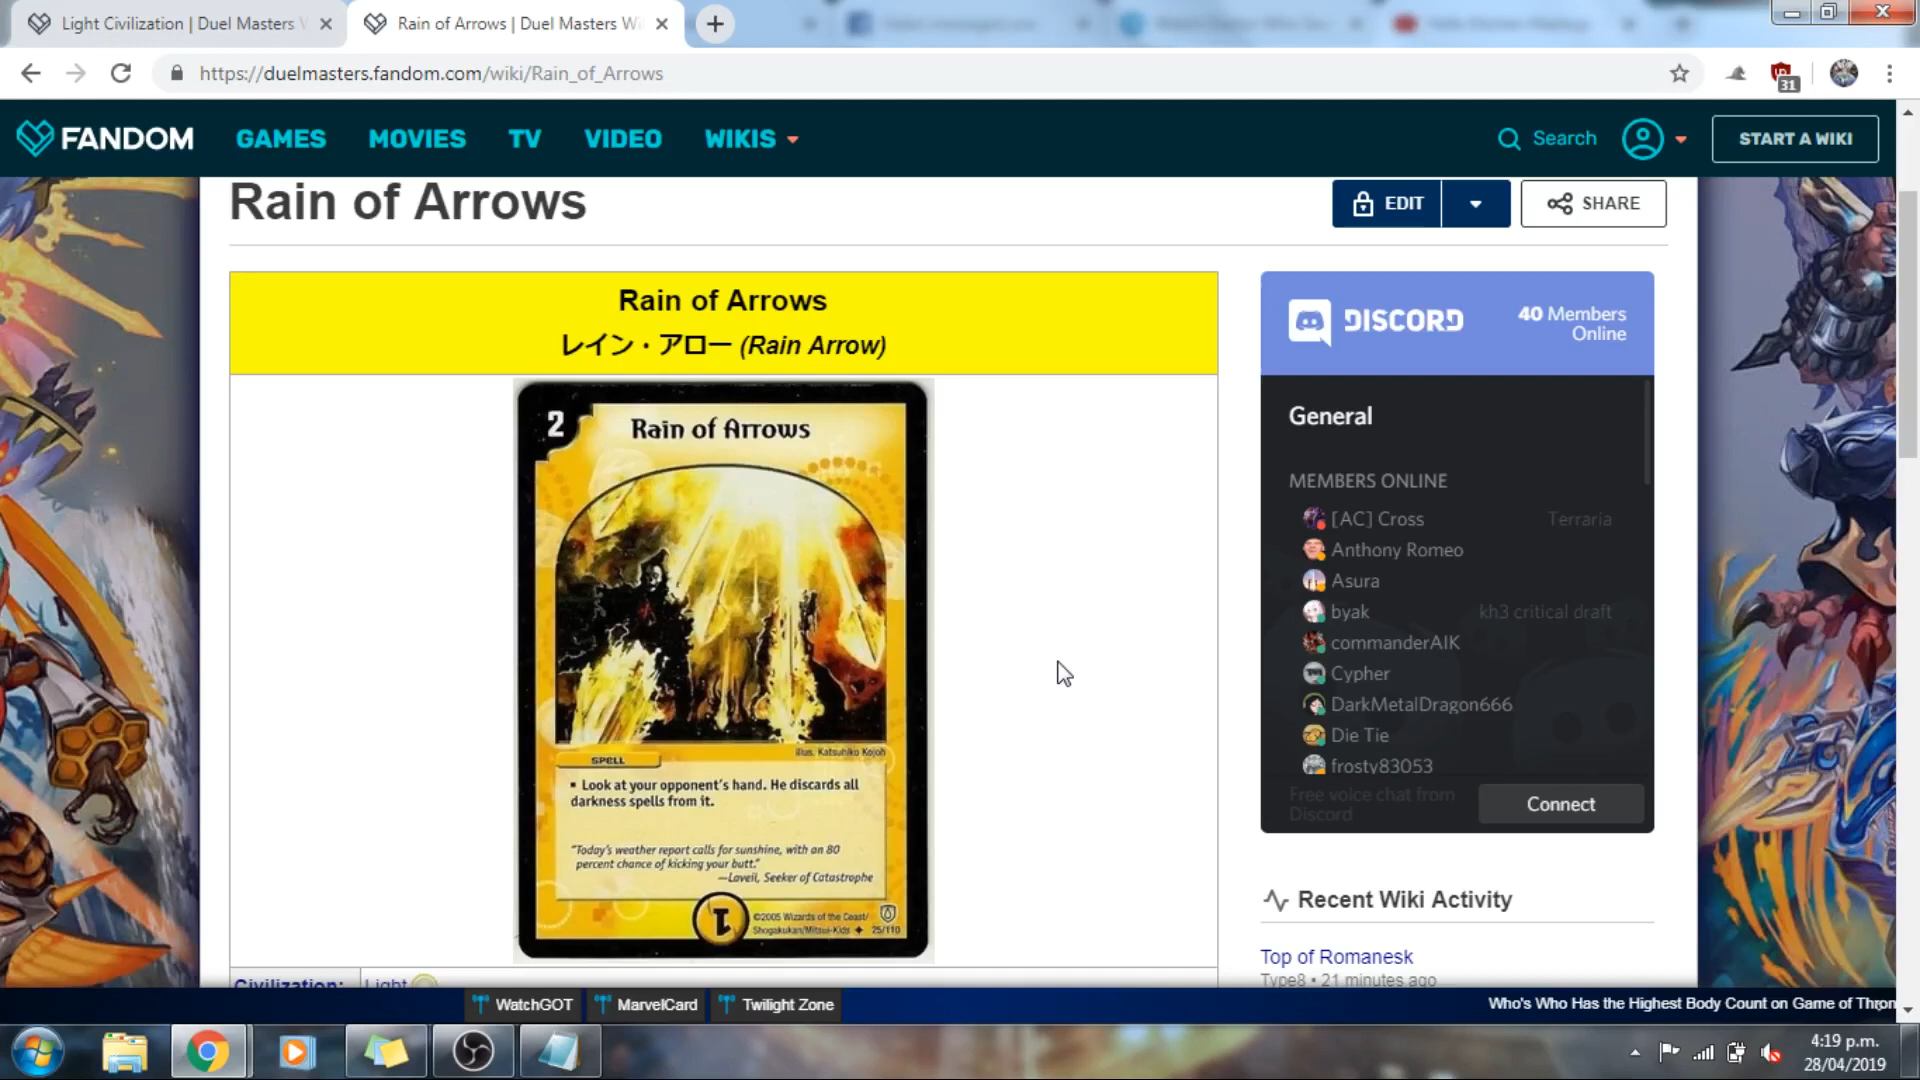 Light Civilization | Duel Masters
Rain of Arrows | Duel Masters Wi
https://duelmasters.fandom.com/wiki/Rain_of_Arrows
31
FANDOM
GAMES
MOVIES
TV
VIDEO
WIKIS
Search
START A WIKI
Rain of Arrows
EDIT
SHARE
Rain of Arrows
レイン・アロー (Rain Arrow)
2
Rain of Arrows
illus. Katsuhiko Kojoh
SPELL
▪ Look at your opponent's hand. He discards all
darkness spells from it.
"Today's weather report calls for sunshine, with an 80
percent chance of kicking your butt."
—Laveil, Seeker of Catastrophe
1
©2005 Wizards of the Coast/
Shogakukan/Mitsui-Kids ◆ 25/110
Civilization:
Light
DISCORD
40 Members
Online
General
MEMBERS ONLINE
[AC] Cross
Terraria
Anthony Romeo
Asura
byak
kh3 critical draft
commanderAIK
Cypher
DarkMetalDragon666
Die Tie
frosty83053
Free voice chat from
Discord
Connect
Recent Wiki Activity
Top of Romanesk
Type8 • 21 minutes ago
WatchGOT
MarvelCard
Twilight Zone
Who's Who Has the Highest Body Count on Game of Thron
4:19 p.m.
28/04/2019